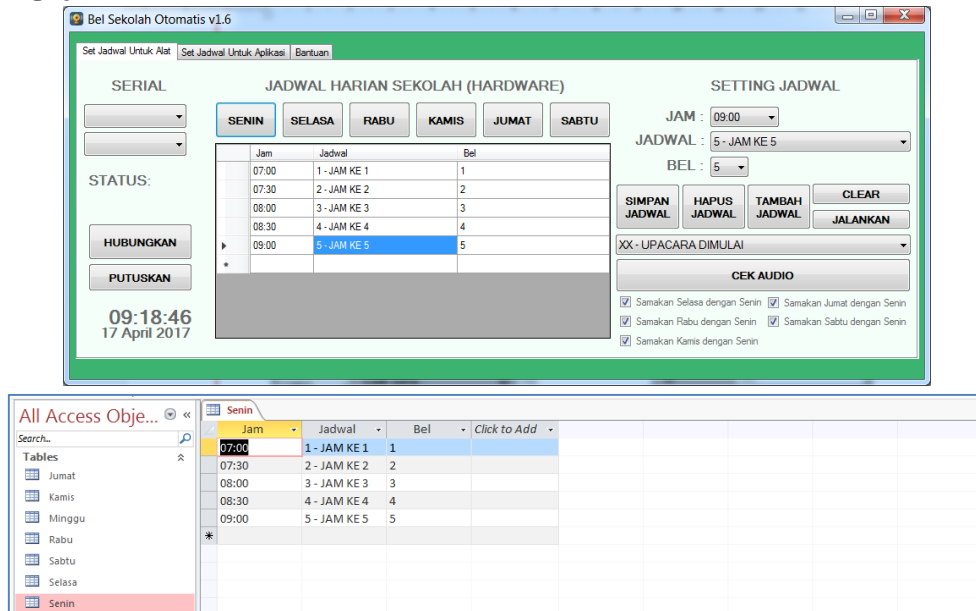 Bel Sekolah Otomatis v1.6
Set Jadwal Untuk Alat Set Jadwal Untuk Aplikasi Bantuan
SERIAL
STATUS:
HUBUNGKAN
PUTUSKAN
09:18:46
17 April 2017
JADWAL HARIAN SEKOLAH (HARDWARE)
SENIN SELASA RABU KAMIS JUMAT SABTU
Jam Jadwal Bel
07:00 1 - JAM KE 1 1
07:30 2 - JAM KE 2 2
08:00 3 - JAM KE 3 3
08:30 4 - JAM KE 4 4
09:00 5 - JAM KE 5 5
SETTING JADWAL
JAM : 09:00
JADWAL : 5 - JAM KE 5
BEL : 5
SIMPAN JADWAL
HAPUS JADWAL
TAMBAH JADWAL
CLEAR
JALANKAN
XX - UPACARA DIMULAI
CEK AUDIO
Samakan Selasa dengan Senin Samakan Jumat dengan Senin
Samakan Rabu dengan Senin Samakan Sabtu dengan Senin
Samakan Kamis dengan Senin
All Access Obje...
Search...
Tables
Jumat
Kamis
Minggu
Rabu
Sabtu
Selasa
Senin
Senin
Jam Jadwal Bel Click to Add
07:00 1 - JAM KE 1 1
07:30 2 - JAM KE 2 2
08:00 3 - JAM KE 3 3
08:30 4 - JAM KE 4 4
09:00 5 - JAM KE 5 5